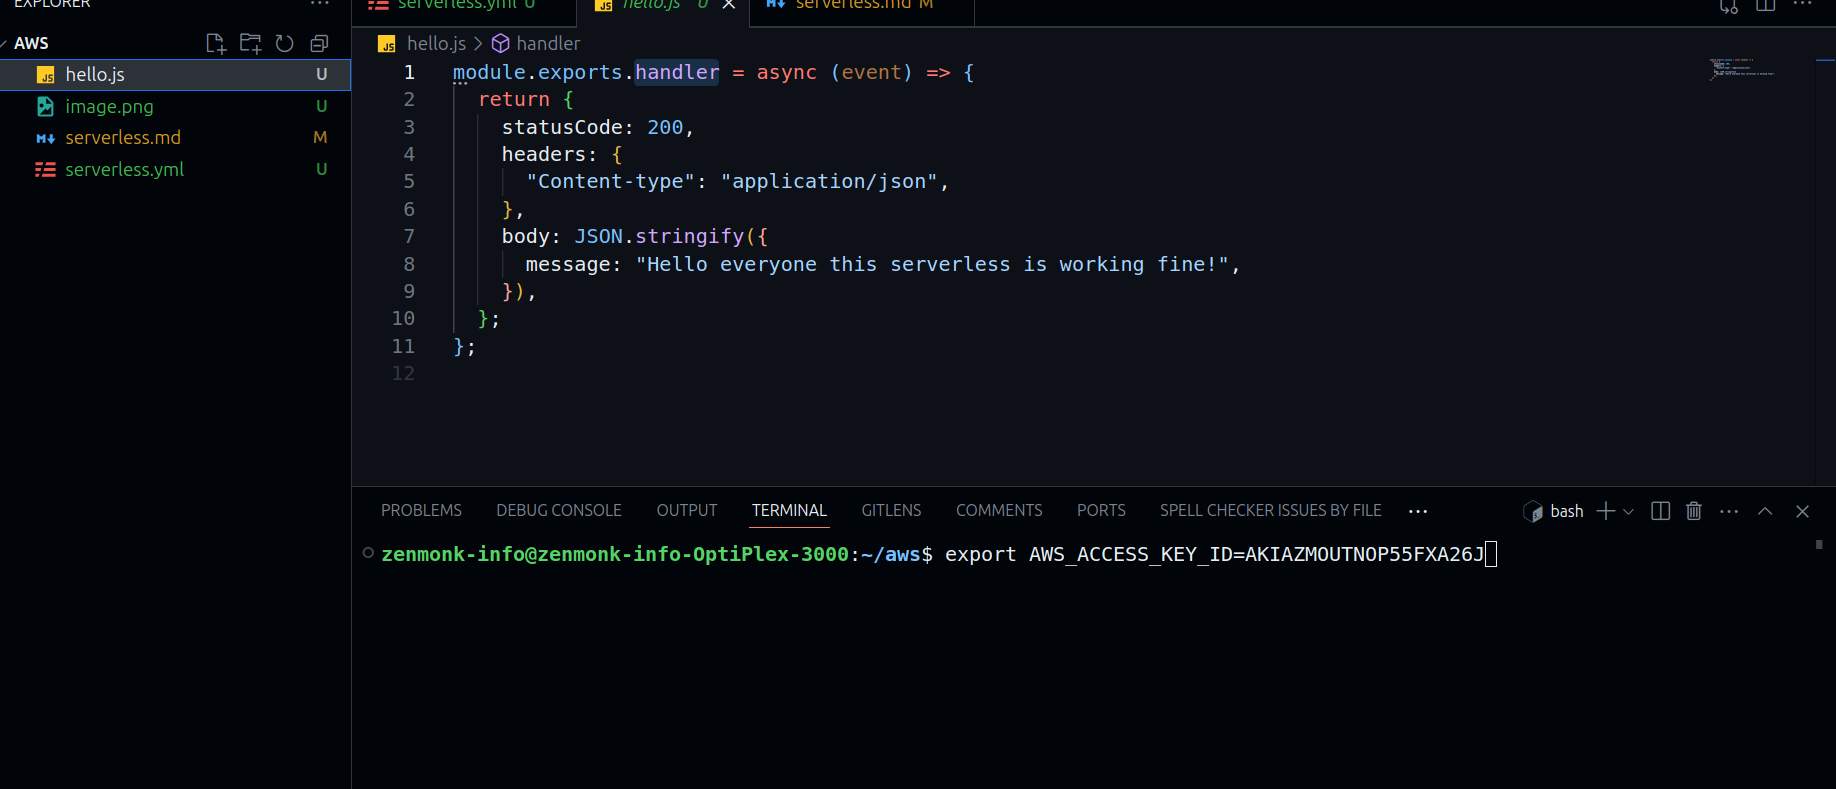 EXPLORER
AWS
hello.js U
image.png U
serverless.md M
serverless.yml U
serverless.yml U
hello.js U
serverless.md M
hello.js > handler
1 module.exports.handler = async (event) => {
2 return {
3 statusCode: 200,
4 headers: {
5 "Content-type": "application/json",
6 },
7 body: JSON.stringify({
8 message: "Hello everyone this serverless is working fine!",
9 }),
10 };
11 };
12
PROBLEMS DEBUG CONSOLE OUTPUT TERMINAL GITLENS COMMENTS PORTS SPELL CHECKER ISSUES BY FILE ··· bash
zenmonk-info@zenmonk-info-OptiPlex-3000:~/aws$ export AWS_ACCESS_KEY_ID=AKIAZMOUTNOP55FXA26J